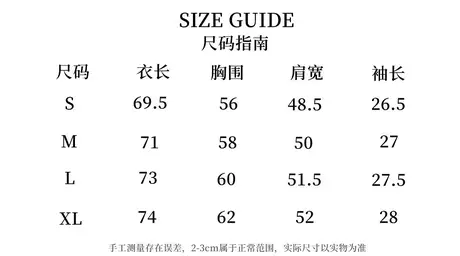 SIZE GUIDE
尺码指南
尺码 衣长 胸围 肩宽 袖长
S 69.5 56 48.5 26.5
M 71 58 50 27
L 73 60 51.5 27.5
XL 74 62 52 28
手工测量存在误差，2-3cm属于正常范围，实际尺寸以实物为准